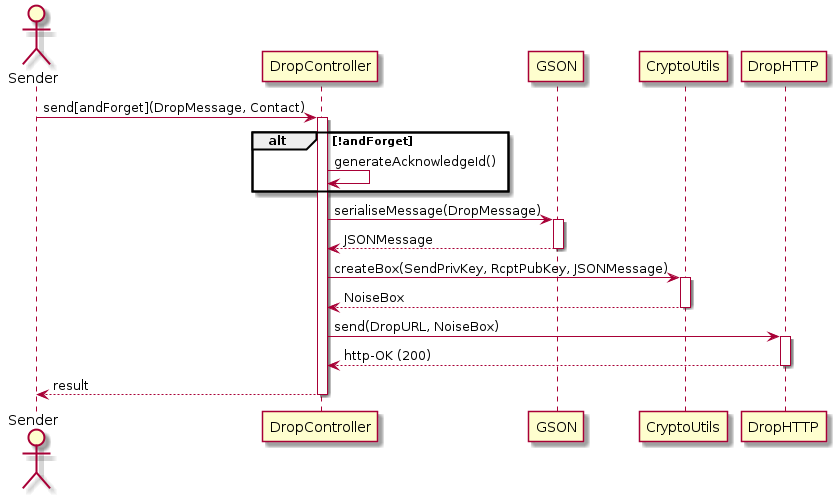 Sender
DropController
GSON
CryptoUtils
DropHTTP
send[andForget](DropMessage, Contact)
alt
[!andForget]
generateAcknowledgeId()
serialiseMessage(DropMessage)
JSONMessage
createBox(SendPrivKey, RcptPubKey, JSONMessage)
NoiseBox
send(DropURL, NoiseBox)
http-OK (200)
result
Sender
DropController
GSON
CryptoUtils
DropHTTP